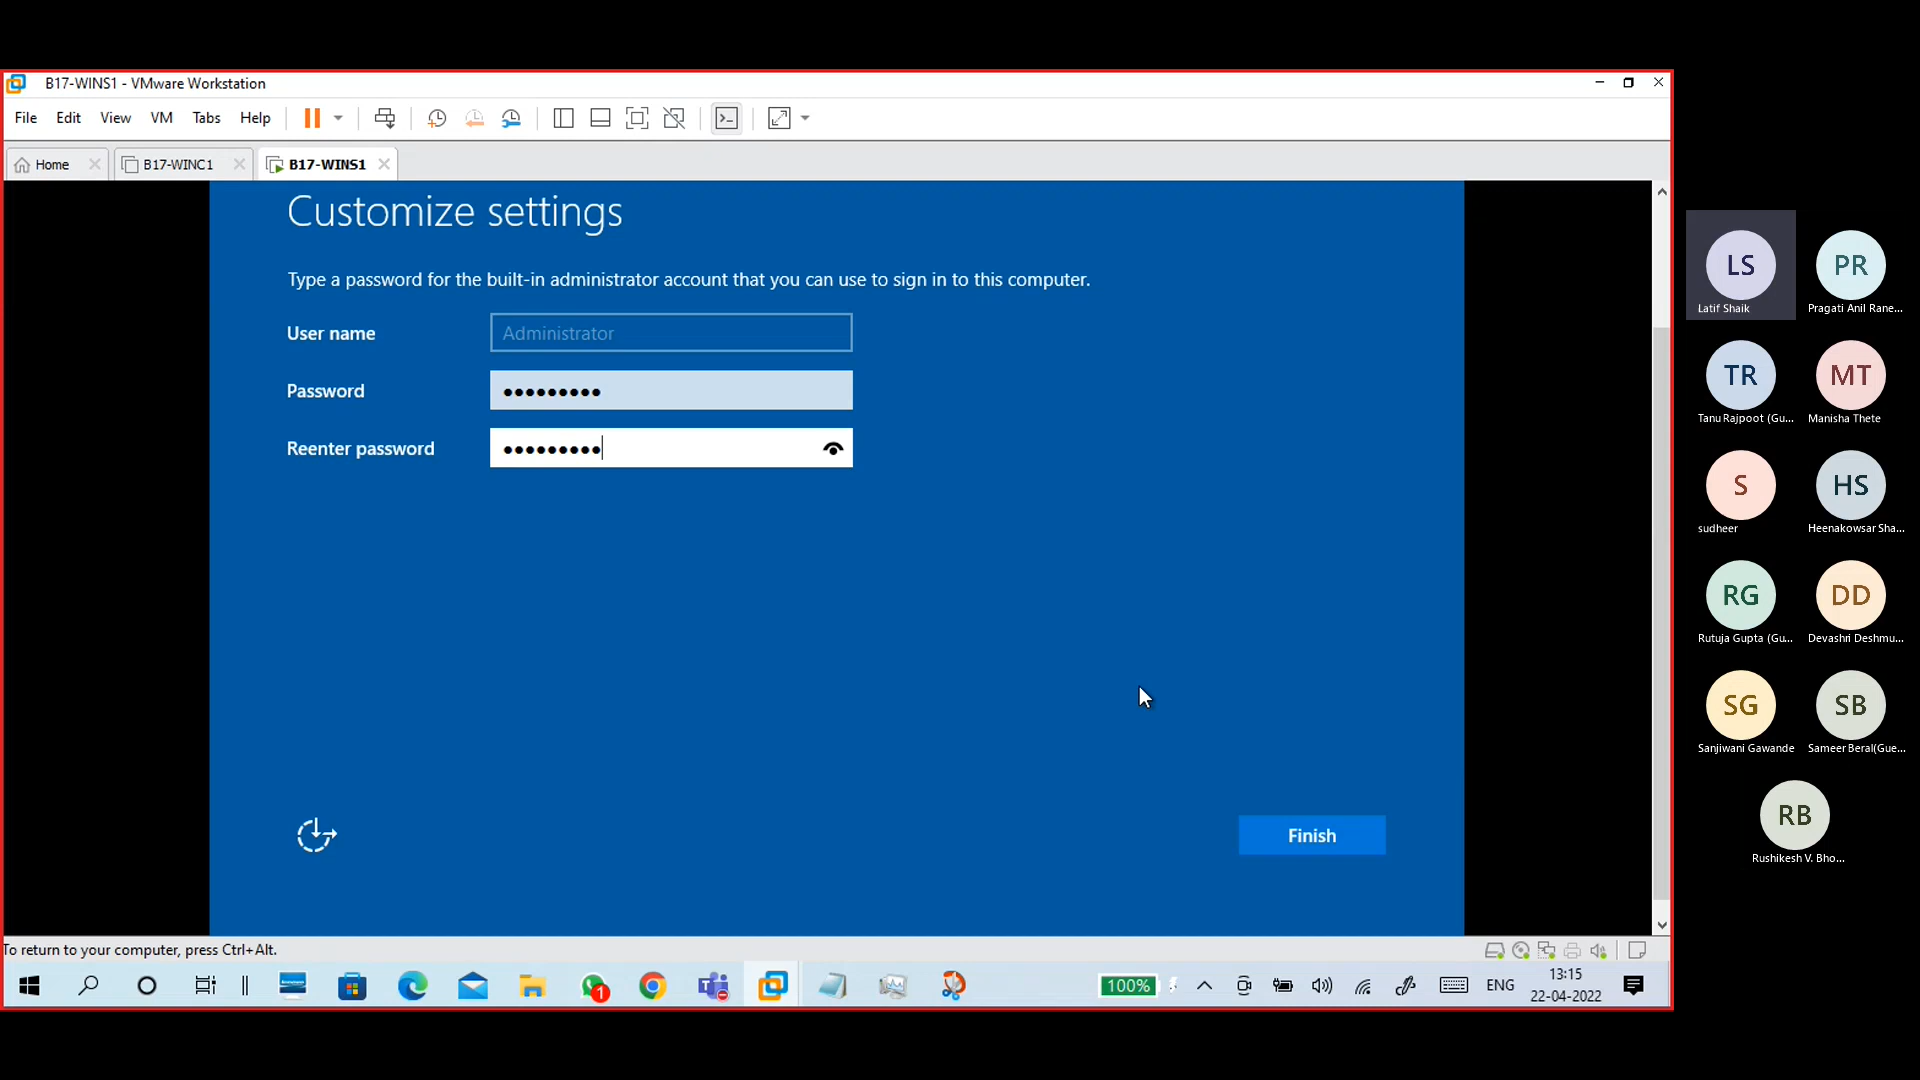 B17-WINS1 - VMware Workstation
File Edit View VM Tabs Help
Home B17-WINC1 B17-WINS1
Customize settings
Type a password for the built-in administrator account that you can use to sign in to this computer.
User name Administrator
Password ●●●●●●●●●
Reenter password ●●●●●●●●●
Finish
To return to your computer, press Ctrl+Alt.
1
100%
ENG
13:15
22-04-2022
LS PR
Latif Shaik Pragati Anil Rane...
TR MT
Tanu Rajpoot (Gu... Manisha Thete
S HS
sudheer Heenakowsar Sha...
RG DD
Rutuja Gupta (Gu... Devashri Deshmu...
SG SB
Sanjiwani Gawande Sameer Beral(Gue...
RB
Rushikesh V. Bho...